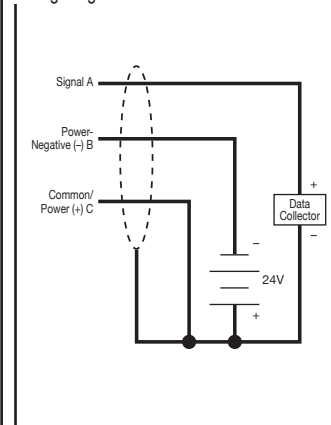 Signal A
Power-
Negative (–) B
Common/
Power (+) C
+
Data
Collector
–
–
24V
+